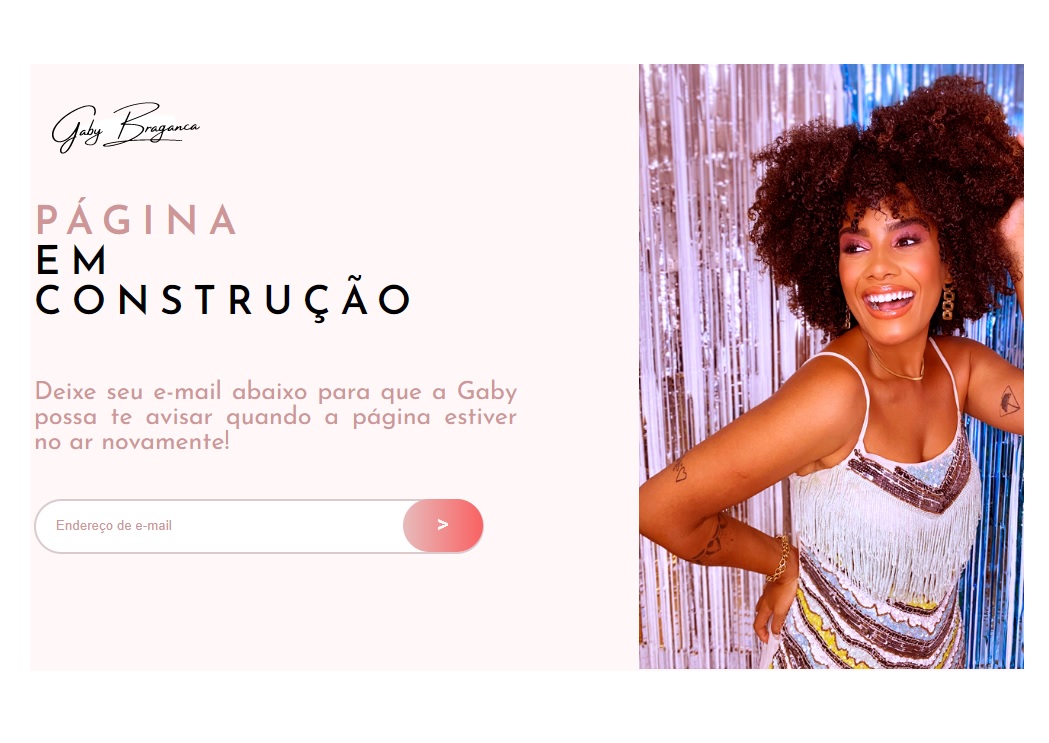 Gaby Braganca
PÁGINA
EM
CONSTRUÇÃO
Deixe seu e-mail abaixo para que a Gaby
possa te avisar quando a página estiver
no ar novamente!
Endereço de e-mail
>